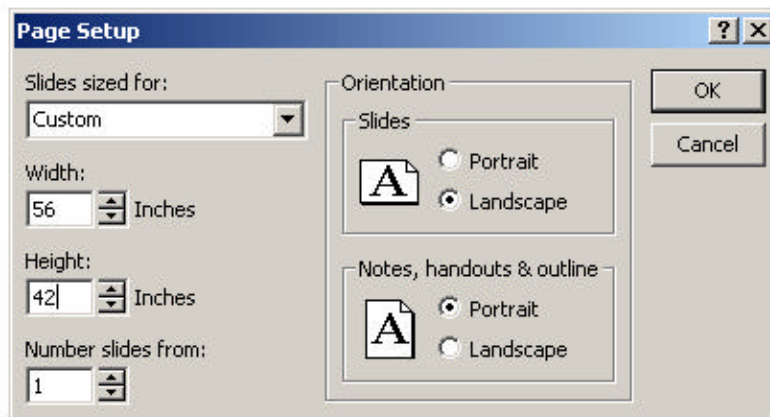 Page Setup
Slides sized for:
Custom
Width:
56 Inches
Height:
42 Inches
Number slides from:
1
Orientation
Slides
A
Portrait
Landscape
Notes, handouts & outline
A
Portrait
Landscape
OK
Cancel